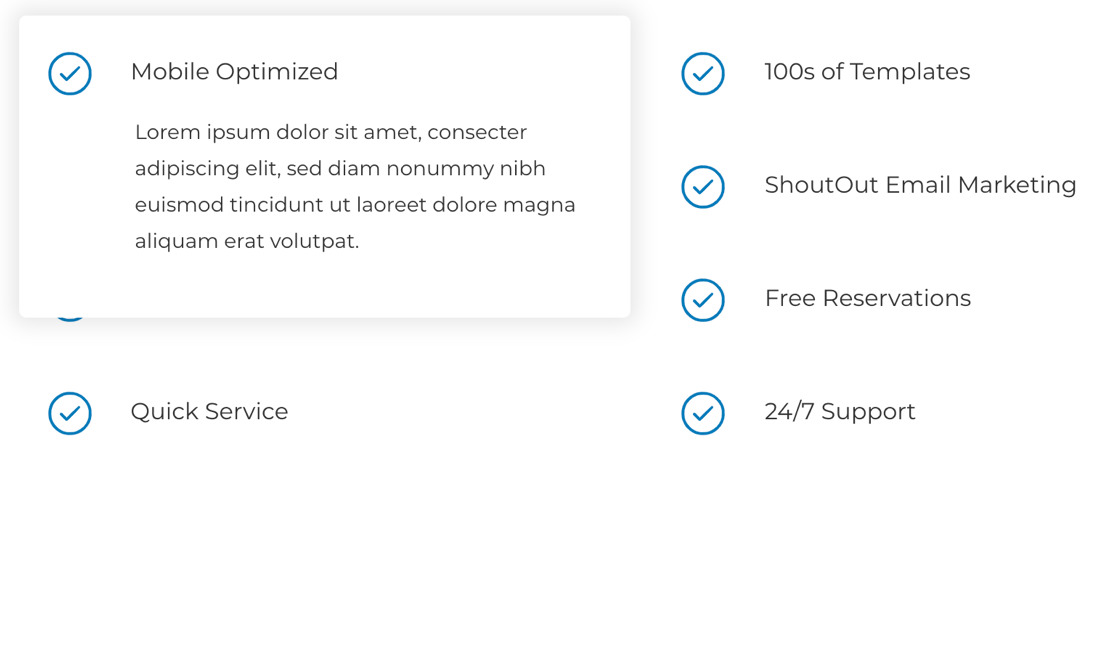 Mobile Optimized
Lorem ipsum dolor sit amet, consecter
adipiscing elit, sed diam nonummy nibh
euismod tincidunt ut laoreet dolore magna
aliquam erat volutpat.
Quick Service
100s of Templates
ShoutOut Email Marketing
Free Reservations
24/7 Support